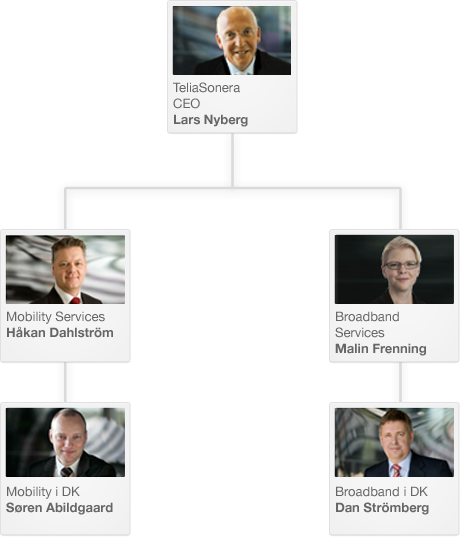 TeliaSonera
CEO
Lars Nyberg
Mobility Services
Håkan Dahlström
Broadband
Services
Malin Frenning
Mobility i DK
Søren Abildgaard
Broadband i DK
Dan Strömberg